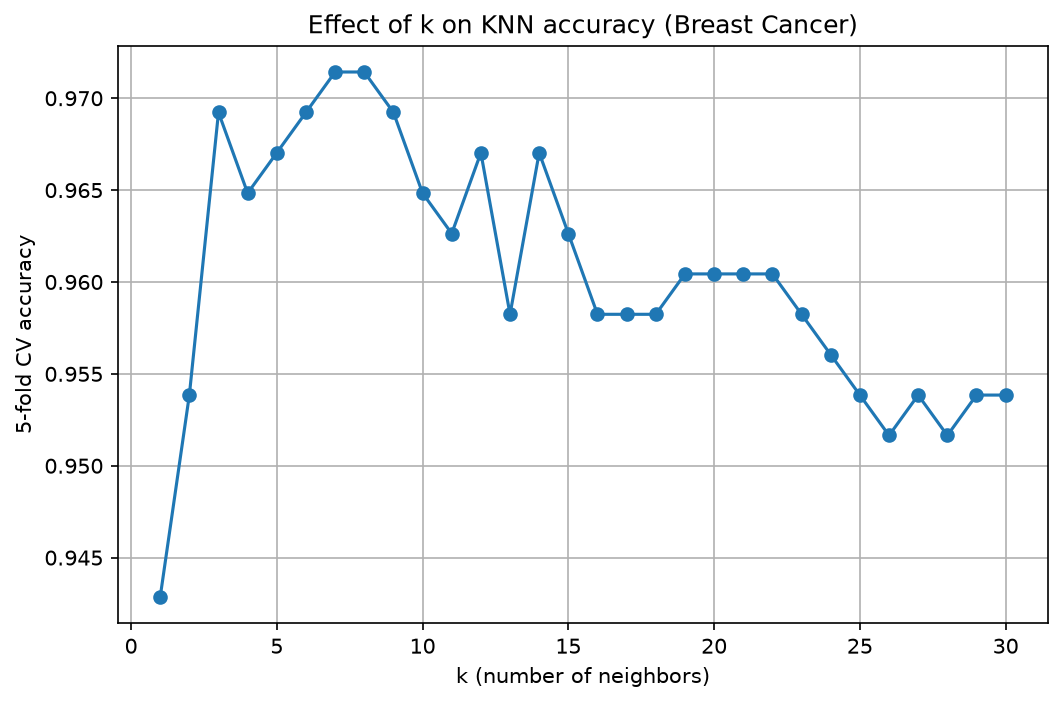 Effect of k on KNN accuracy (Breast Cancer)
5-fold CV accuracy
0.970
0.965
0.960
0.955
0.950
0.945
0 5 10 15 20 25 30
k (number of neighbors)